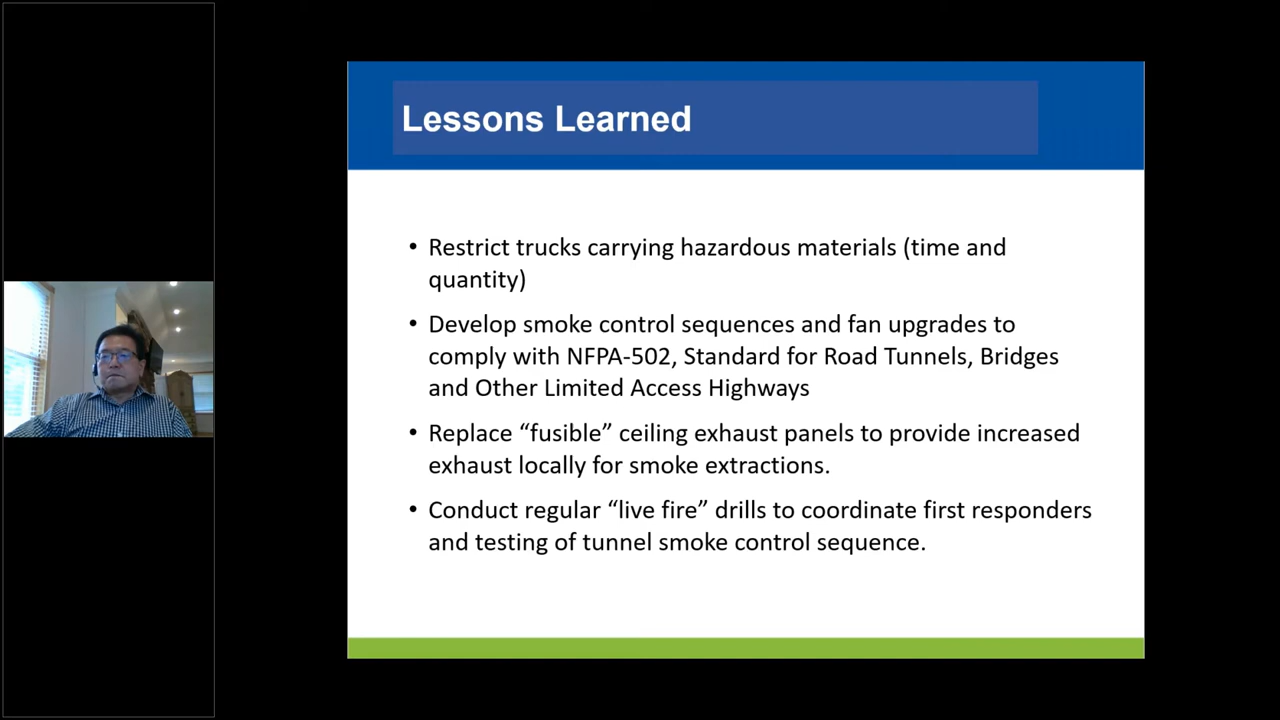 Lessons Learned
• Restrict trucks carrying hazardous materials (time and
quantity)
• Develop smoke control sequences and fan upgrades to
comply with NFPA-502, Standard for Road Tunnels, Bridges
and Other Limited Access Highways
• Replace “fusible” ceiling exhaust panels to provide increased
exhaust locally for smoke extractions.
• Conduct regular “live fire” drills to coordinate first responders
and testing of tunnel smoke control sequence.